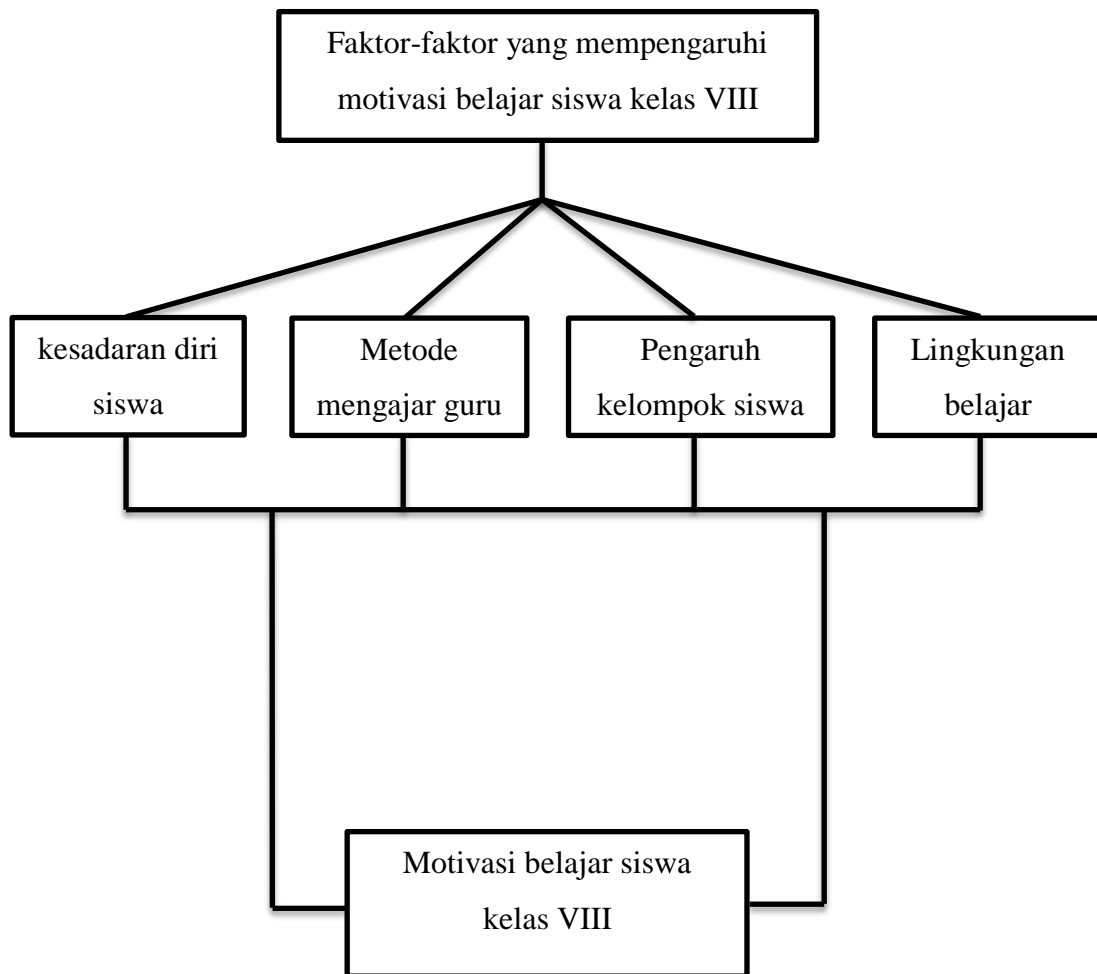 Faktor-faktor yang mempengaruhi
motivasi belajar siswa kelas VIII
kesadaran diri
siswa
Metode
mengajar guru
Pengaruh
kelompok siswa
Lingkungan
belajar
Motivasi belajar siswa
kelas VIII